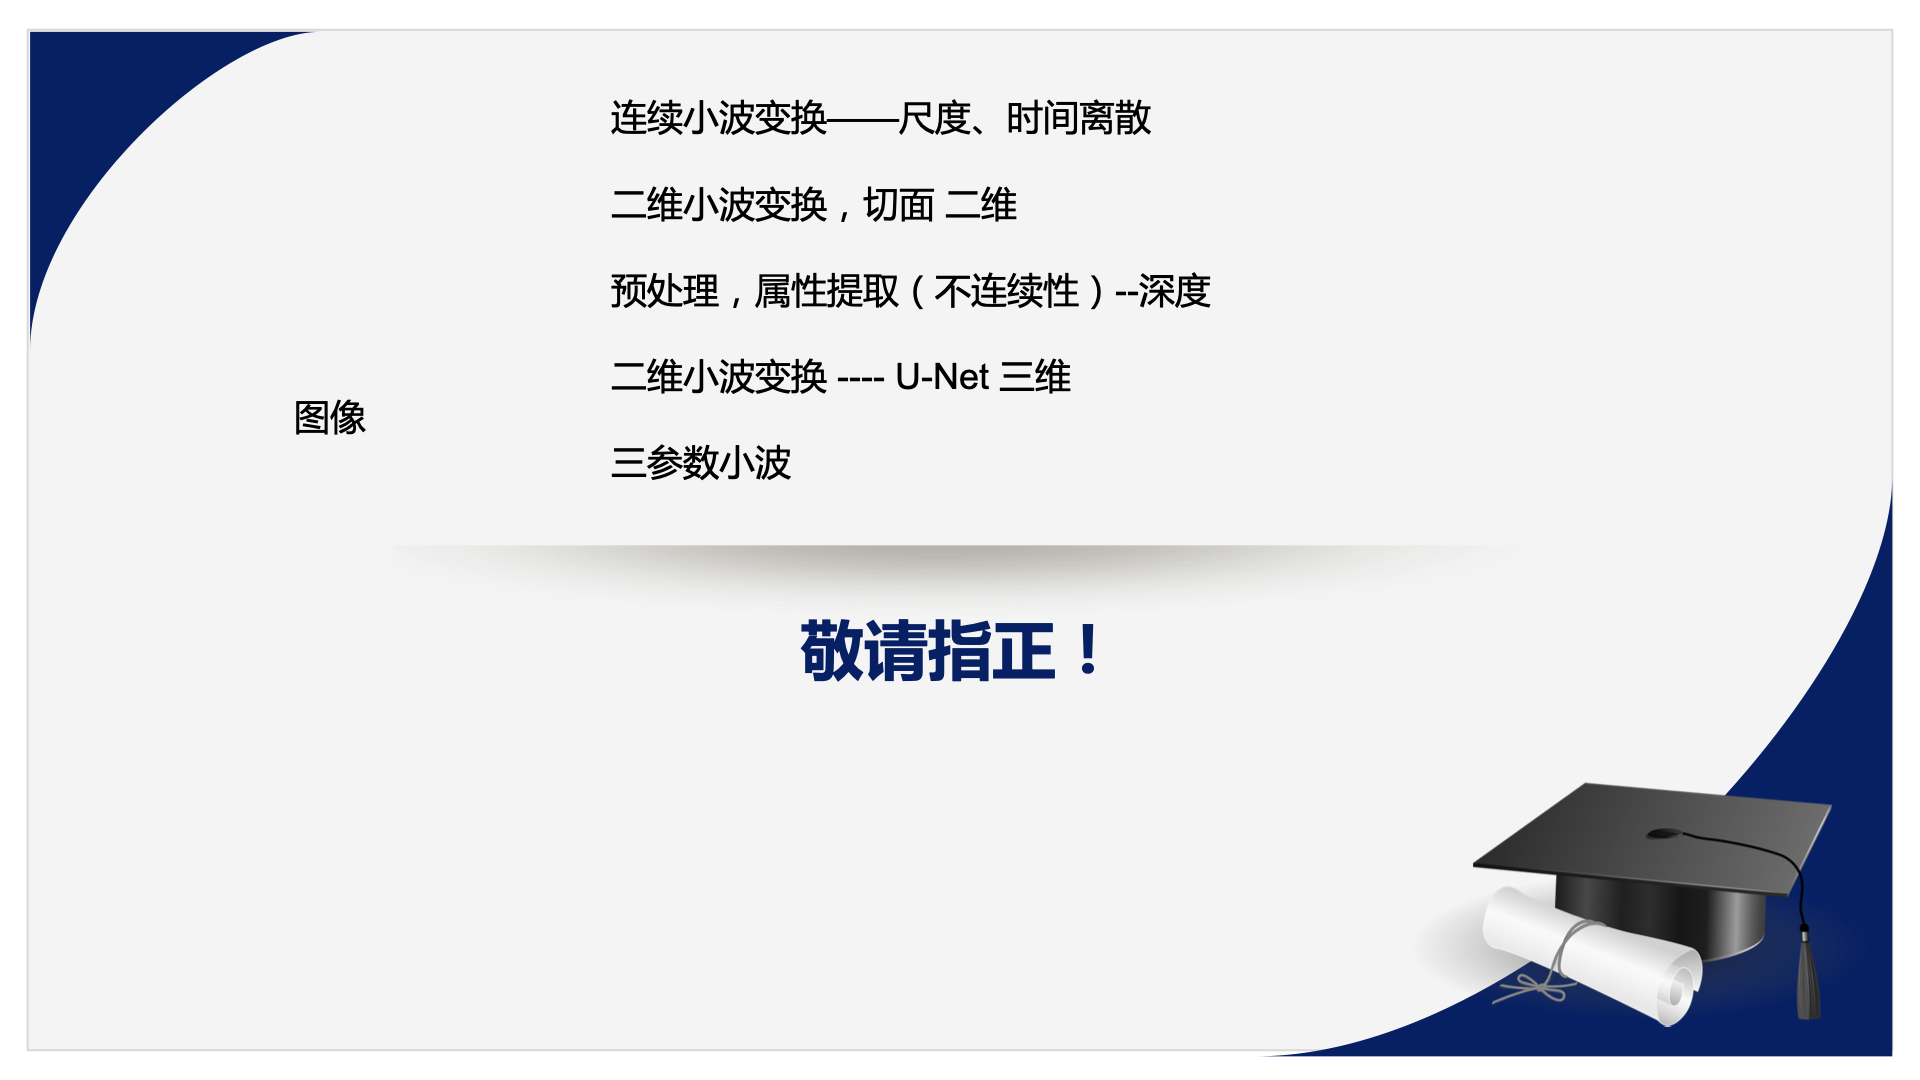 连续小波变换——尺度、时间离散
二维小波变换，切面 二维
预处理，属性提取（不连续性）--深度
二维小波变换 ---- U-Net 三维
图像
三参数小波
敬请指正！